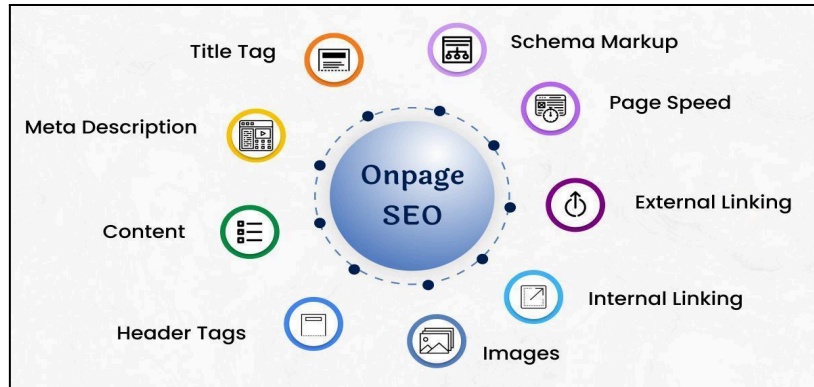 Title Tag
Schema Markup
Page Speed
Meta Description
Onpage
SEO
External Linking
Content
Internal Linking
Header Tags
Images